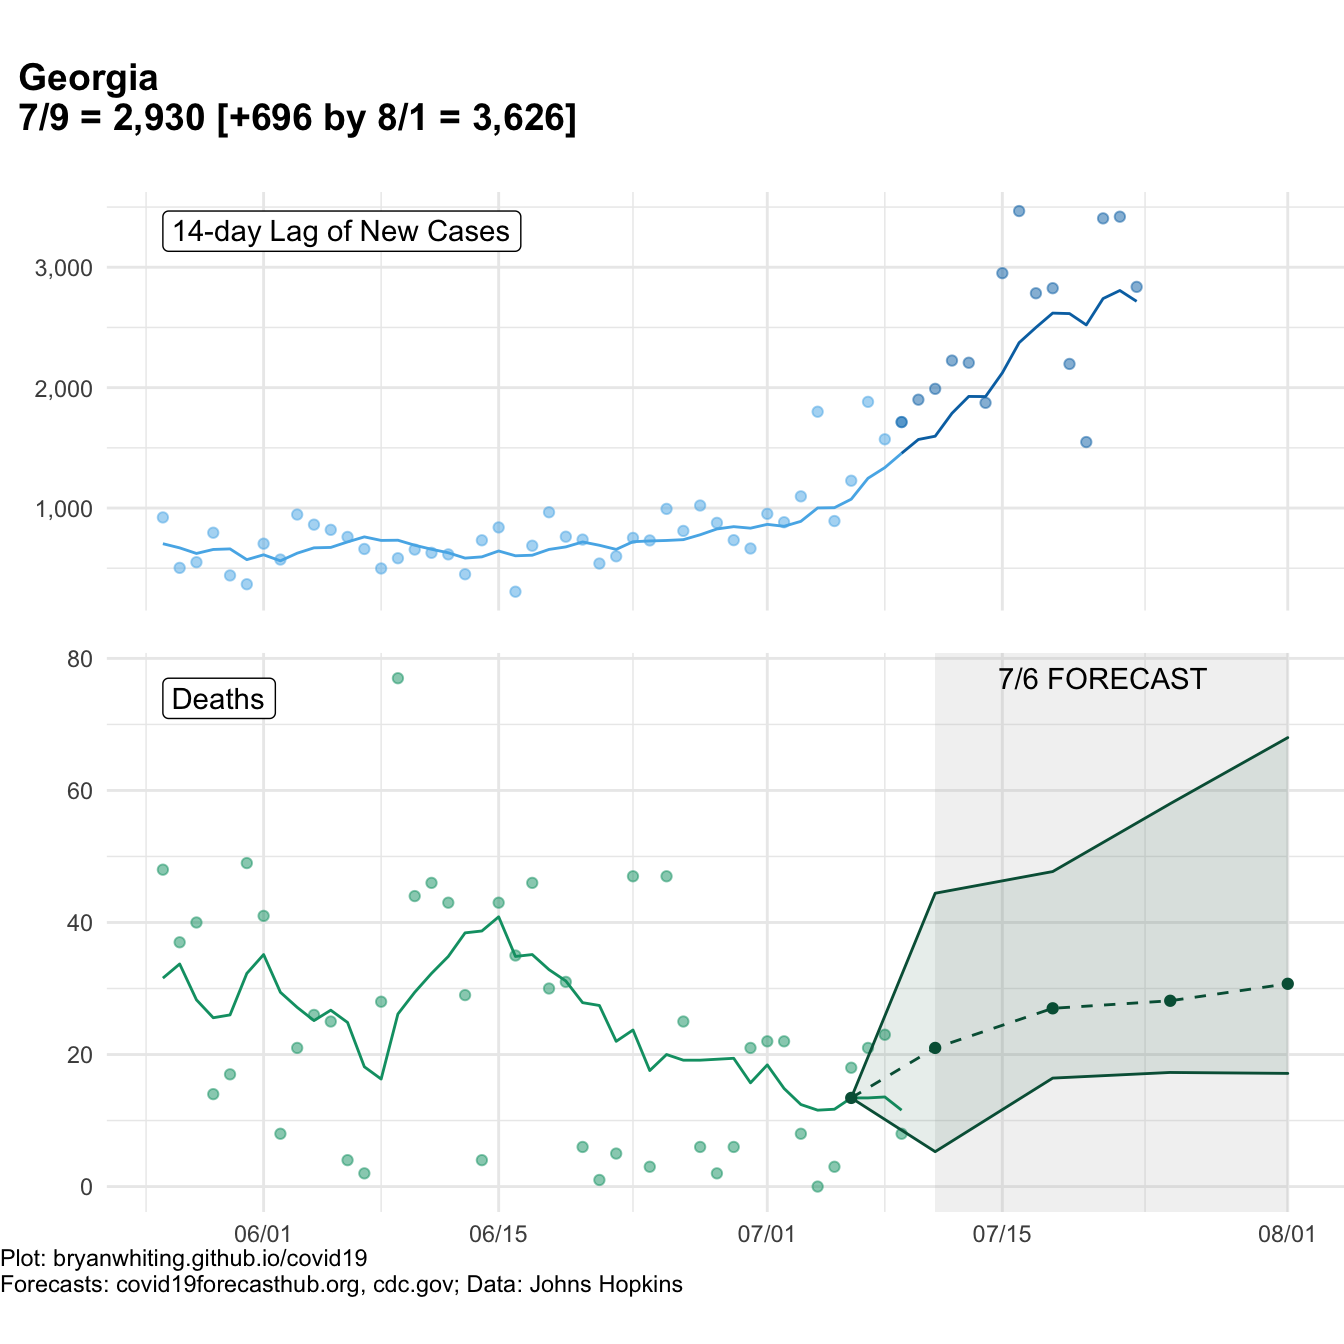 Georgia
7/9 = 2,930 [+696 by 8/1 = 3,626]
14-day Lag of New Cases
3,000
2,000
1,000
80
7/6 FORECAST
Deaths
60
40
20
0
06/01 06/15 07/01 07/15 08/01
Plot: bryanwhiting.github.io/covid19
Forecasts: covid19forecasthub.org, cdc.gov; Data: Johns Hopkins